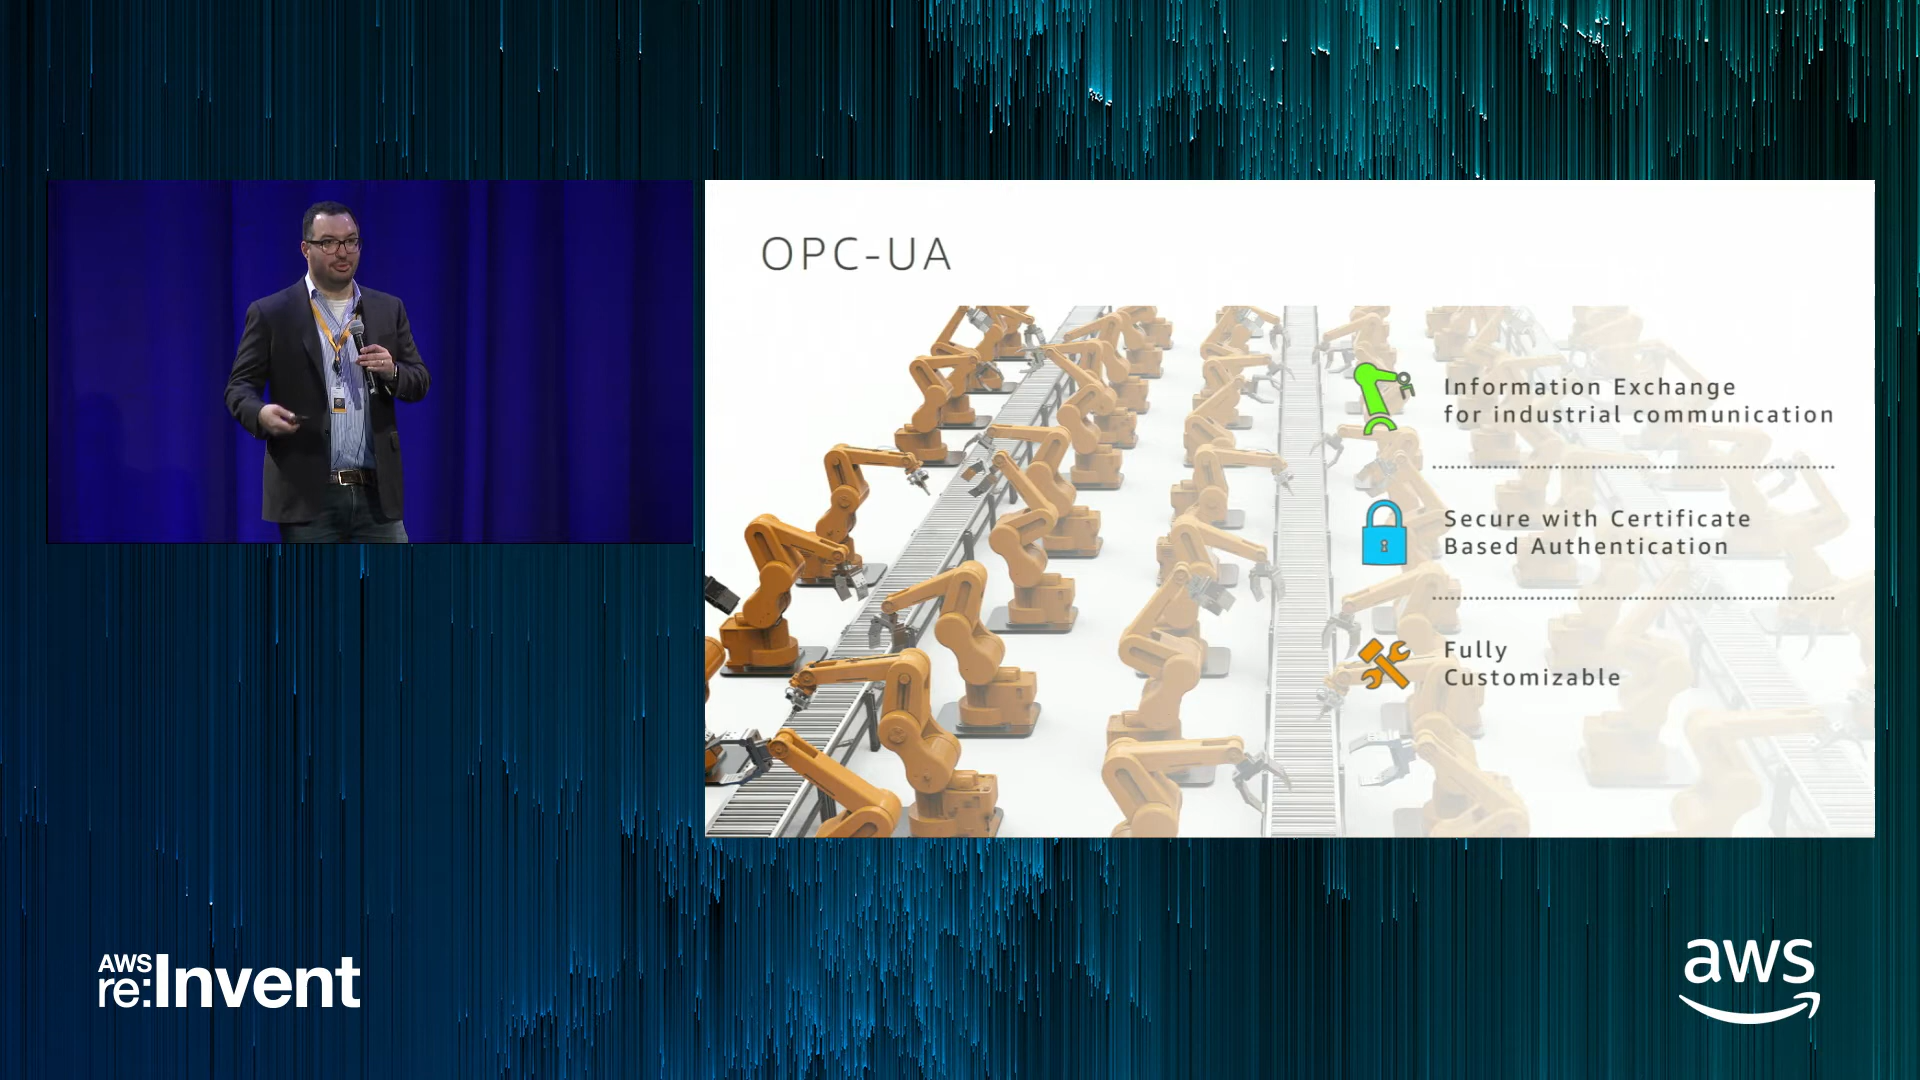 OPC-UA
Information Exchange
for industrial communication
Secure with Certificate
Based Authentication
Fully
Customizable
AWS
re:Invent
aws